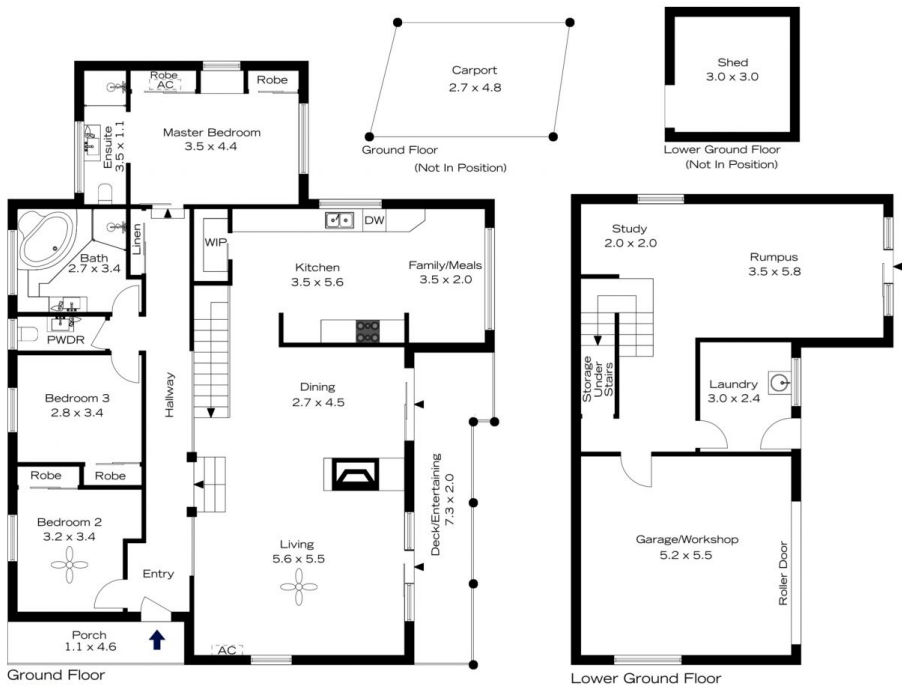 Robe
AC
Robe
Master Bedroom
3.5 x 4.4
Ensuite
3.5 x 1.1
Carport
2.7 x 4.8
Ground Floor
(Not In Position)
Shed
3.0 x 3.0
Lower Ground Floor
(Not In Position)
Bath
2.7 x 3.4
Linen
WIP
DW
Kitchen
3.5 x 5.6
Family/Meals
3.5 x 2.0
PWDR
Bedroom 3
2.8 x 3.4
Hallway
Dining
2.7 x 4.5
Robe
Robe
Bedroom 2
3.2 x 3.4
Entry
Living
5.6 x 5.5
Deck/Entertaining
7.3 x 2.0
AC
Porch
1.1 x 4.6
Ground Floor
Study
2.0 x 2.0
Rumpus
3.5 x 5.8
Storage
Under
Stairs
Laundry
3.0 x 2.4
Garage/Workshop
5.2 x 5.5
Roller Door
Lower Ground Floor